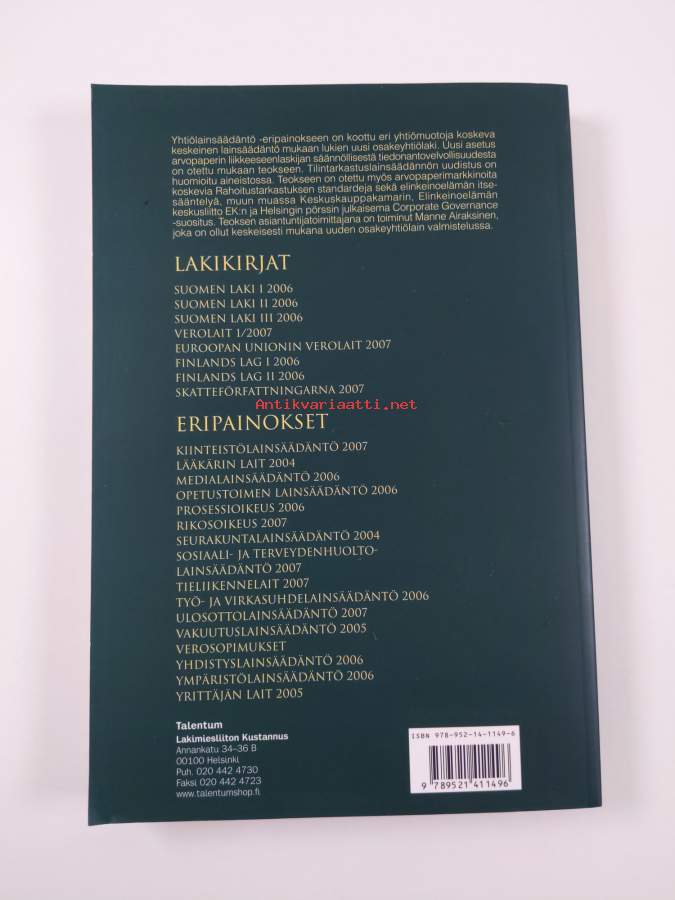 Yhtiölainsäädäntö -eripainokseen on koottu eri yhtiömuotoja koskeva
keskeinen lainsäädäntö mukaan lukien uusi osakeyhtiölaki. Uusi asetus
arvopaperin liikkeeseenlaskijan säännöllisestä tiedonantovelvollisuudesta
on otettu mukaan teokseen. Tilintarkastuslainsäädännön uudistus on
huomioitu aineistossa. Teokseen on otettu myös arvopaperimarkkinoita
koskevia Rahoitustarkastuksen standardeja sekä elinkeinoelämän itse-
sääntelyä, muun muassa Keskuskauppakamarin, Elinkeinoelämän
keskusliitto EK:n ja Helsingin pörssin julkaisema Corporate Governance
-suositus. Teoksen asiantuntijatoimittajana on toiminut Manne Airaksinen,
joka on ollut keskeisesti mukana uuden osakeyhtiölain valmistelussa.
LAKIKIRJAT
SUOMEN LAKI I 2006
SUOMEN LAKI II 2006
SUOMEN LAKI III 2006
VEROLAIT 1/2007
EUROOPAN UNIONIN VEROLAIT 2007
FINLANDS LAG I 2006
FINLANDS LAG II 2006
SKATTEFÖRFATTNINGARNA 2007
Antikvariaatti.net
ERIPAINOKSET
KIINTEISTÖLAINSÄÄDÄNTÖ 2007
LÄÄKÄRIN LAIT 2004
MEDIALAINSÄÄDÄNTÖ 2006
OPETUSTOIMEN LAINSÄÄDÄNTÖ 2006
PROSESSIOIKEUS 2006
RIKOSOIKEUS 2007
SEURAKUNTALAINSÄÄDÄNTÖ 2004
SOSIAALI- JA TERVEYDENHUOLTO-
LAINSÄÄDÄNTÖ 2007
TIELIIKENNELAIT 2007
TYÖ- JA VIRKASUHDELAINSÄÄDÄNTÖ 2006
ULOSOTTOLAINSÄÄDÄNTÖ 2007
VAKUUTUSLAINSÄÄDÄNTÖ 2005
VEROSOPIMUKSET
YHDISTYSLAINSÄÄDÄNTÖ 2006
YMPÄRISTÖLAINSÄÄDÄNTÖ 2006
YRITTÄJÄN LAIT 2005
Talentum
Lakimiesliiton Kustannus
Annankatu 34–36 B
00100 Helsinki
Puh. 020 442 4730
Faksi 020 442 4723
www.talentumshop.fi
ISBN 978-952-14-1149-6
9 789521 411496